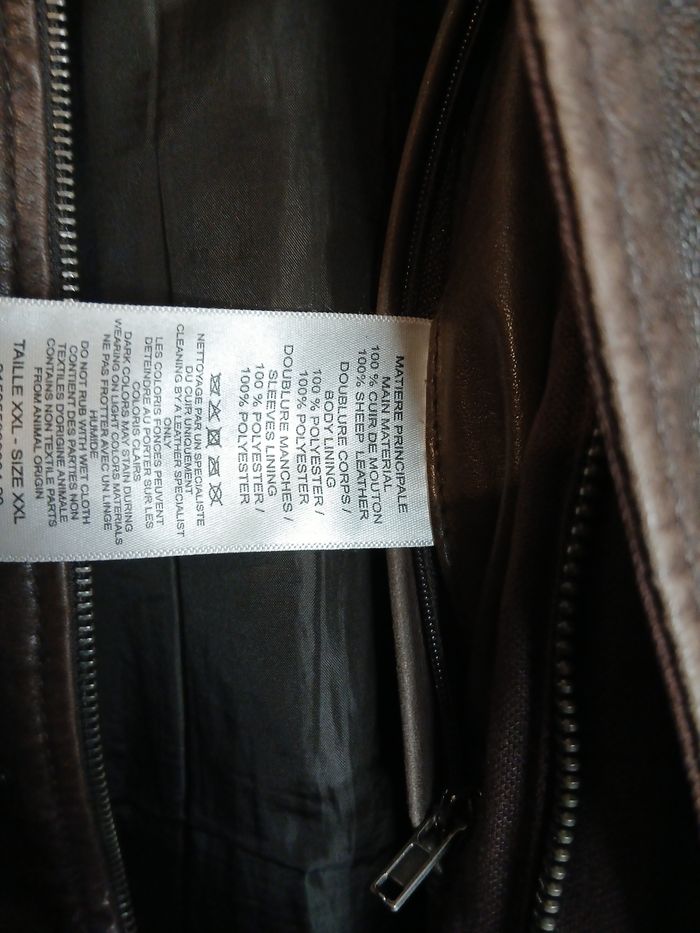 MATIERE PRINCIPALE
MAIN MATERIAL
100 % CUIR DE MOUTON
100% SHEEP LEATHER
DOUBLURE CORPS /
BODY LINING
100 % POLYESTER /
100% POLYESTER
DOUBLURE MANCHES /
SLEEVES LINING
100 % POLYESTER /
100% POLYESTER
NETTOYAGE PAR UN SPECIALISTE
DU CUIR UNIQUEMENT
CLEANING BY A LEATHER SPECIALIST
ONLY
LES COLORIS FONCES PEUVENT
DETEINDRE AU PORTER SUR LES
COLORIS CLAIRS
DARK COLORS MAY STAIN DURING
WEARING ON LIGHT COLORS MATERIALS
NE PAS FROTTER AVEC UN LINGE
HUMIDE
DO NOT RUB WITH WET CLOTH
CONTIENT DES PARTIES NON
TEXTILES D'ORIGINE ANIMALE
CONTAINS NON TEXTILE PARTS
FROM ANIMAL ORIGIN
TAILLE XXL - SIZE XXL